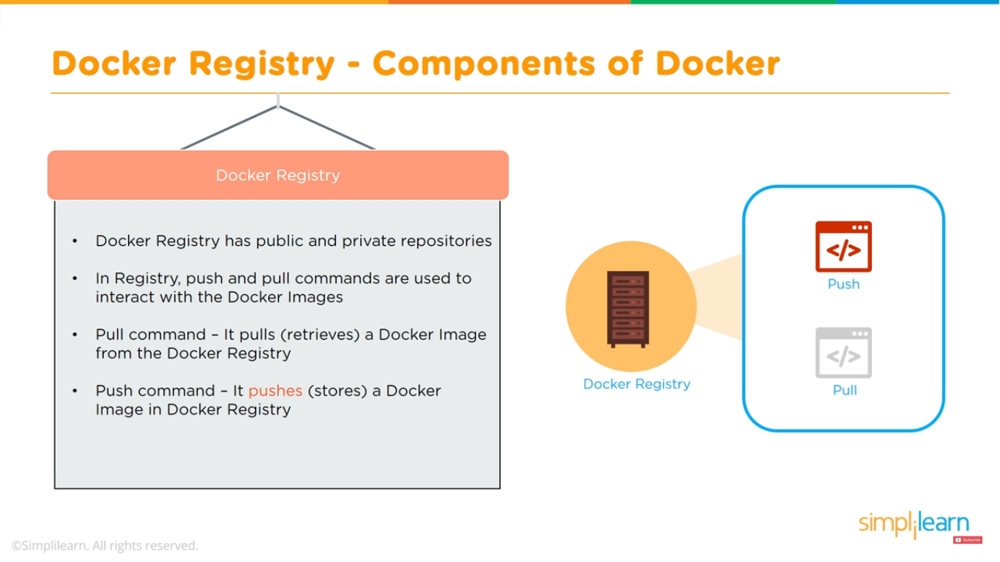 Docker Registry - Components of Docker
Docker Registry
• Docker Registry has public and private repositories
• In Registry, push and pull commands are used to
interact with the Docker Images
• Pull command – It pulls (retrieves) a Docker Image
from the Docker Registry
• Push command – It pushes (stores) a Docker
Image in Docker Registry
Docker Registry
</>
Push
</>
Pull
simplilearn
Subscribe
©Simplilearn. All rights reserved.